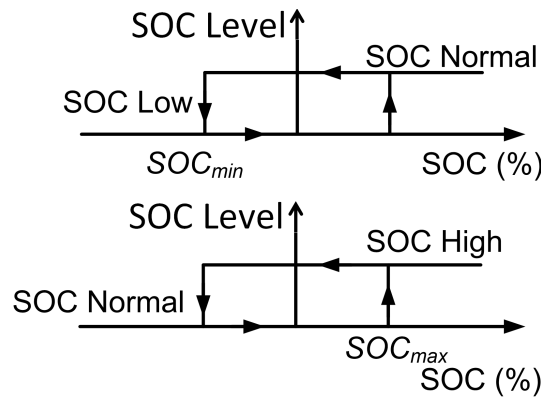 SOC Level
SOC Normal
SOC Low
SOCmin
SOC (%)
SOC Level
SOC High
SOC Normal
SOCmax
SOC (%)